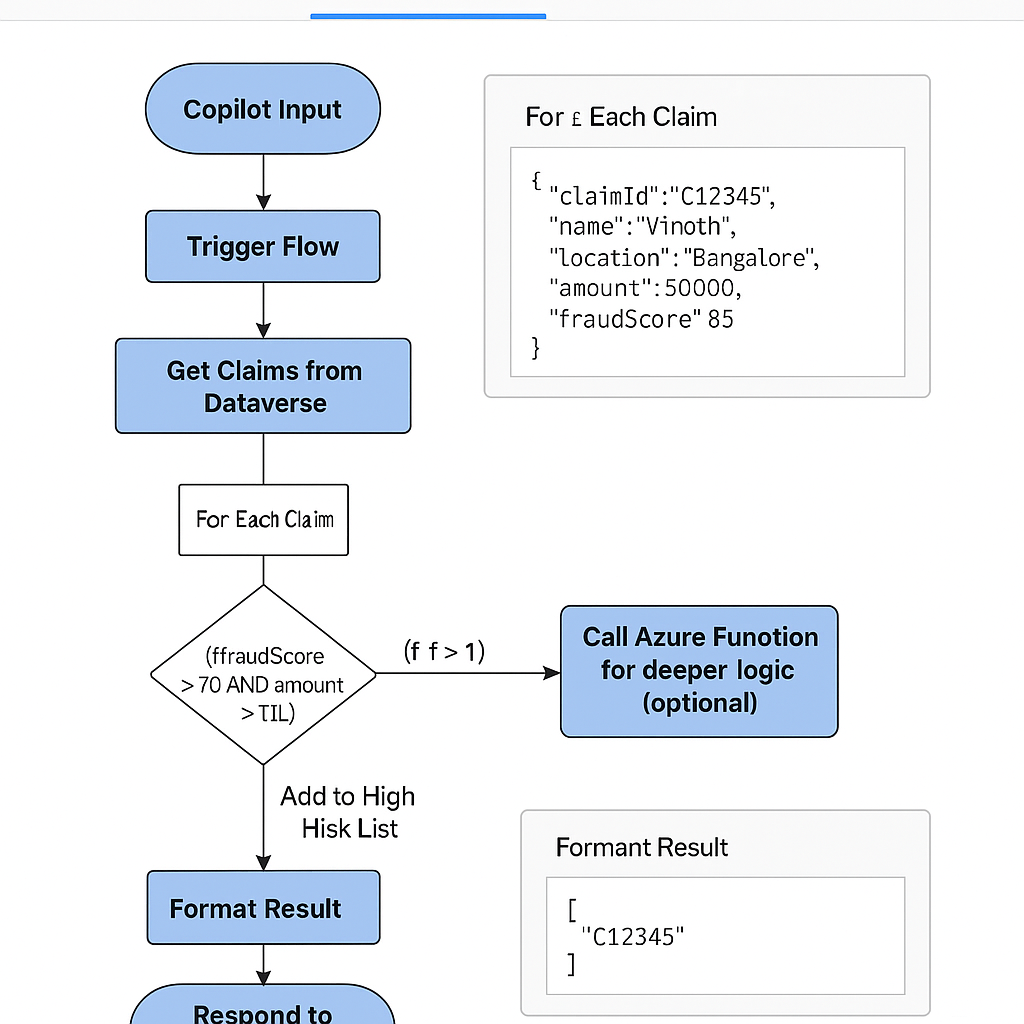 Copilot Input
Trigger Flow
Get Claims from
Dataverse
For Each Claim
(ffraudScore
> 70 AND amount
> TIL)
(f f > 1)
Call Azure Funotion
for deeper logic
(optional)
Add to High
Hisk List
Format Result
Respond to
For £ Each Claim
{
"claimId":"C12345",
"name":"Vinoth",
"location":"Bangalore",
"amount":50000,
"fraudScore" 85
}
Formant Result
[
"C12345"
]